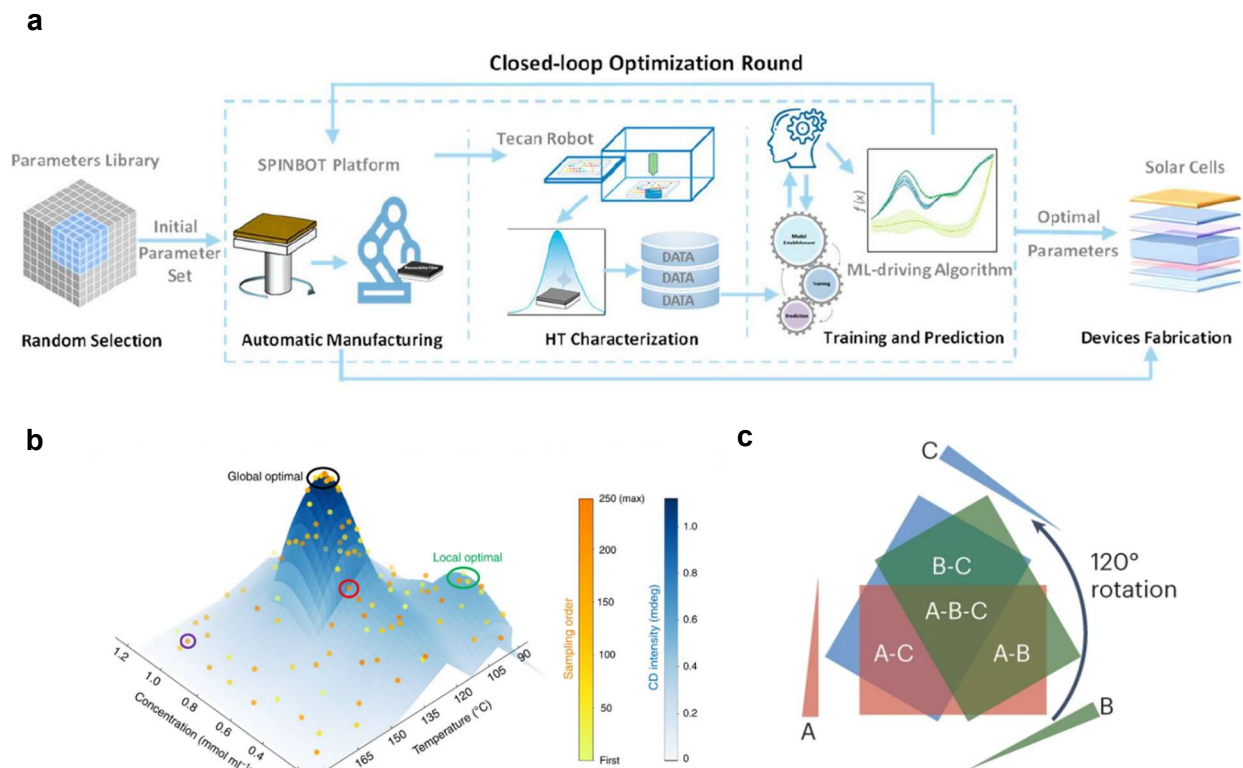 a
Closed-loop Optimization Round
Parameters Library
Initial
Parameter
Set
Random Selection
SPINBOT Platform
Automatic Manufacturing
Tecan Robot
DATA
DATA
DATA
HT Characterization
Model
Establishment
Training
Prediction
f (x)
ML-driving Algorithm
Training and Prediction
Optimal
Parameters
Solar Cells
Devices Fabrication
b
Global optimal
Local optimal
1.2
1.0
0.8
0.6
0.4
Concentration (mmol ml⁻¹)
165
150
135
120
105
90
Temperature (°C)
Sampling order
250 (max)
200
150
100
50
First
CD intensity (mdeg)
1.0
0.8
0.6
0.4
0.2
0
c
C
B-C
A-B-C
A-C
A-B
120°
rotation
A
B